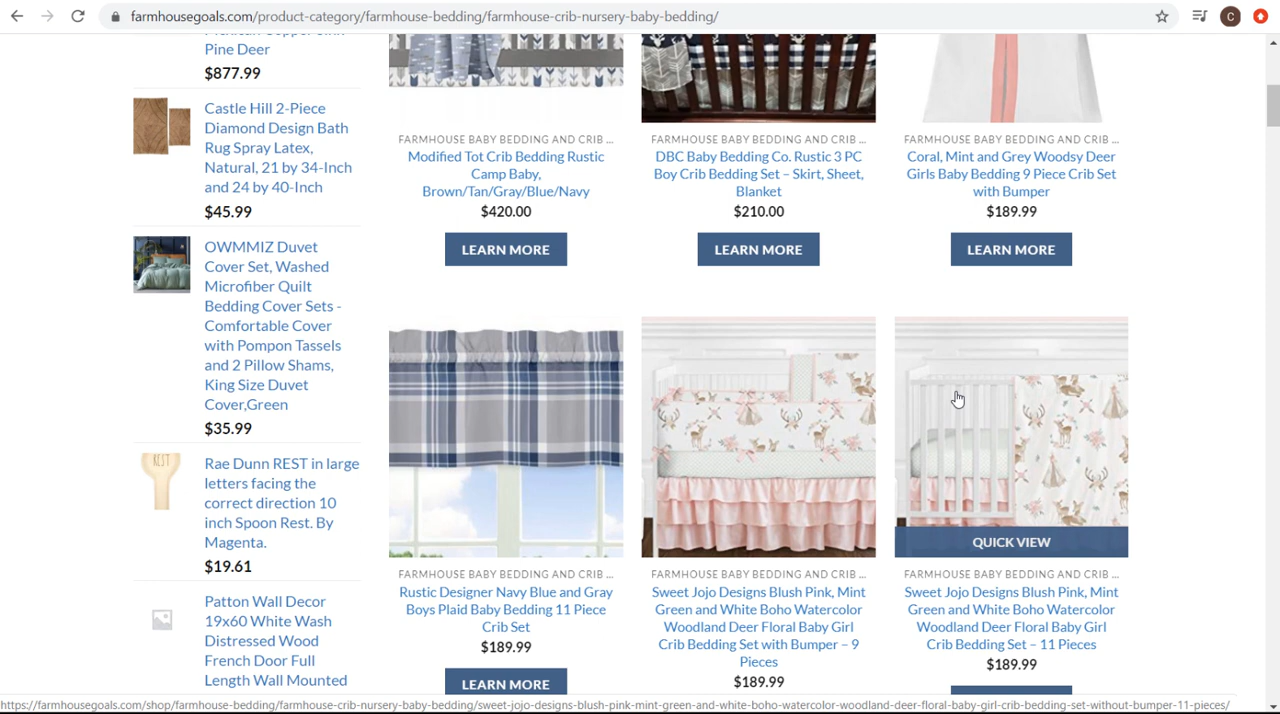 farmhousegoals.com/product-category/farmhouse-bedding/farmhouse-crib-nursery-baby-bedding/
C
Pine Deer
$877.99
Castle Hill 2-Piece
Diamond Design Bath
Rug Spray Latex,
Natural, 21 by 34-Inch
and 24 by 40-Inch
$45.99
OWMMIZ Duvet
Cover Set, Washed
Microfiber Quilt
Bedding Cover Sets -
Comfortable Cover
with Pompon Tassels
and 2 Pillow Shams,
King Size Duvet
Cover,Green
$35.99
REST
Rae Dunn REST in large
letters facing the
correct direction 10
inch Spoon Rest. By
Magenta.
$19.61
Patton Wall Decor
19x60 White Wash
Distressed Wood
French Door Full
Length Wall Mounted
FARMHOUSE BABY BEDDING AND CRIB ...
Modified Tot Crib Bedding Rustic
Camp Baby,
Brown/Tan/Gray/Blue/Navy
$420.00
LEARN MORE
FARMHOUSE BABY BEDDING AND CRIB ...
DBC Baby Bedding Co. Rustic 3 PC
Boy Crib Bedding Set – Skirt, Sheet,
Blanket
$210.00
LEARN MORE
FARMHOUSE BABY BEDDING AND CRIB ...
Coral, Mint and Grey Woodsy Deer
Girls Baby Bedding 9 Piece Crib Set
with Bumper
$189.99
LEARN MORE
FARMHOUSE BABY BEDDING AND CRIB ...
Rustic Designer Navy Blue and Gray
Boys Plaid Baby Bedding 11 Piece
Crib Set
$189.99
LEARN MORE
FARMHOUSE BABY BEDDING AND CRIB ...
Sweet Jojo Designs Blush Pink, Mint
Green and White Boho Watercolor
Woodland Deer Floral Baby Girl
Crib Bedding Set with Bumper – 9
Pieces
$189.99
QUICK VIEW
FARMHOUSE BABY BEDDING AND CRIB ...
Sweet Jojo Designs Blush Pink, Mint
Green and White Boho Watercolor
Woodland Deer Floral Baby Girl
Crib Bedding Set – 11 Pieces
$189.99
https://farmhousegoals.com/shop/farmhouse-bedding/farmhouse-crib-nursery-baby-bedding/sweet-jojo-designs-blush-pink-mint-green-and-white-boho-watercolor-woodland-deer-floral-baby-girl-crib-bedding-set-without-bumper-11-pieces/